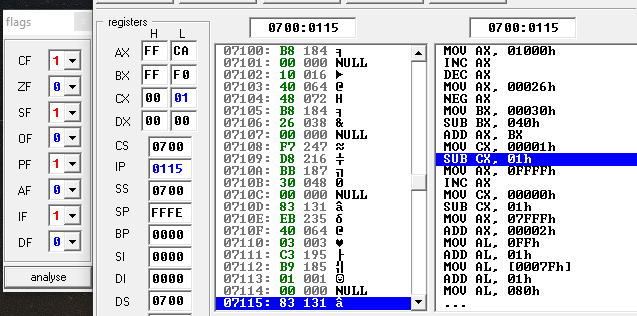 flags
CF 1
ZF 0
SF 1
OF 0
PF 1
AF 0
IF 1
DF 0
analyse
registers
H L
AX FF CA
BX FF F0
CX 00 01
DX 00 00
CS 0700
IP 0115
SS 0700
SP FFFE
BP 0000
SI 0000
DI 0000
DS 0700
0700:0115
07100: B8 184 ╕
07101: 00 000 NULL
07102: 10 016 ►
07103: 40 064 @
07104: 48 072 H
07105: B8 184 ╕
07106: 26 038 &
07107: 00 000 NULL
07108: F7 247 ≈
07109: D8 216 ╪
0710A: BB 187 ╗
0710B: 30 048 0
0710C: 00 000 NULL
0710D: 83 131 â
0710E: EB 235 δ
0710F: 40 064 @
07110: 03 003 ♥
07111: C3 195 ├
07112: B9 185 ╣
07113: 01 001 ☺
07114: 00 000 NULL
07115: 83 131 â
0700:0115
MOV AX, 01000h
INC AX
DEC AX
MOV AX, 00026h
NEG AX
MOV BX, 00030h
SUB BX, 040h
ADD AX, BX
MOV CX, 00001h
SUB CX, 01h
MOV AX, 0FFFFh
INC AX
MOV CX, 00000h
SUB CX, 01h
MOV AX, 07FFFh
ADD AX, 00002h
MOV AL, 0FFh
ADD AL, 01h
MOV AL, [0007Fh]
ADD AL, 01h
MOV AL, 080h
...